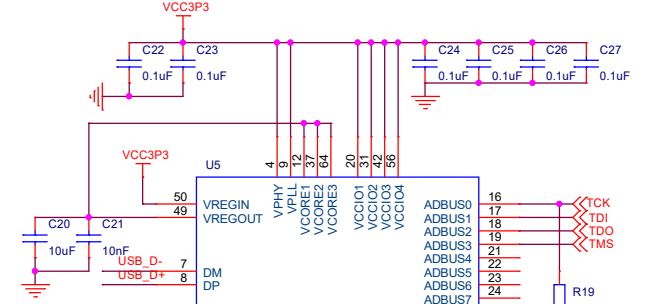 VCC3P3
C22
C23
C24
C25
C26
C27
0.1uF
0.1uF
0.1uF
0.1uF
0.1uF
0.1uF
VCC3P3
U5
4
9
12
37
64
20
31
42
56
VPHY
VPLL
VCORE1
VCORE2
VCORE3
VCCIO1
VCCIO2
VCCIO3
VCCIO4
50
VREGIN
49
VREGOUT
C20
C21
10uF
10nF
USB_D-
7
DM
USB_D+
8
DP
ADBUS0
16
TCK
ADBUS1
17
TDI
ADBUS2
18
TDO
ADBUS3
19
TMS
ADBUS4
21
ADBUS5
22
ADBUS6
23
ADBUS7
24
R19